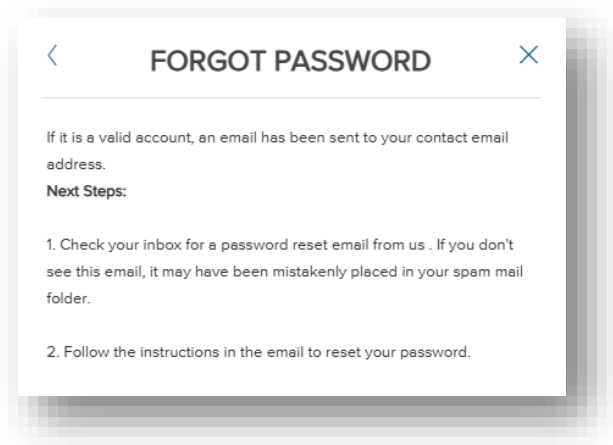 FORGOT PASSWORD
If it is a valid account, an email has been sent to your contact email
address.
Next Steps:
1. Check your inbox for a password reset email from us . If you don't
see this email, it may have been mistakenly placed in your spam mail
folder.
2. Follow the instructions in the email to reset your password.